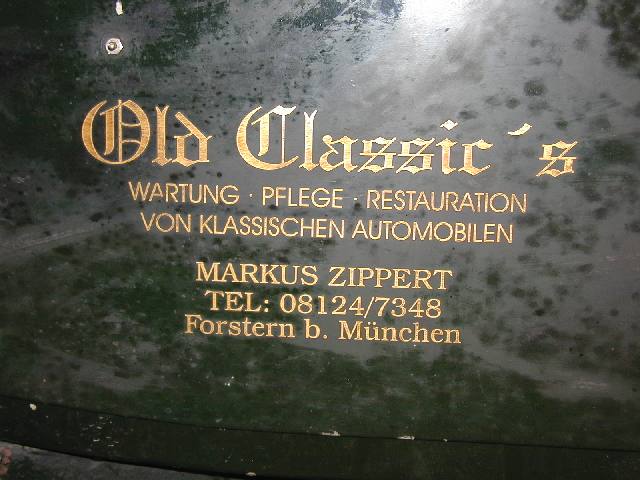 Old Classic´s
WARTUNG · PFLEGE · RESTAURATION
VON KLASSISCHEN AUTOMOBILEN
MARKUS ZIPPERT
TEL: 08124/7348
Forstern b. München